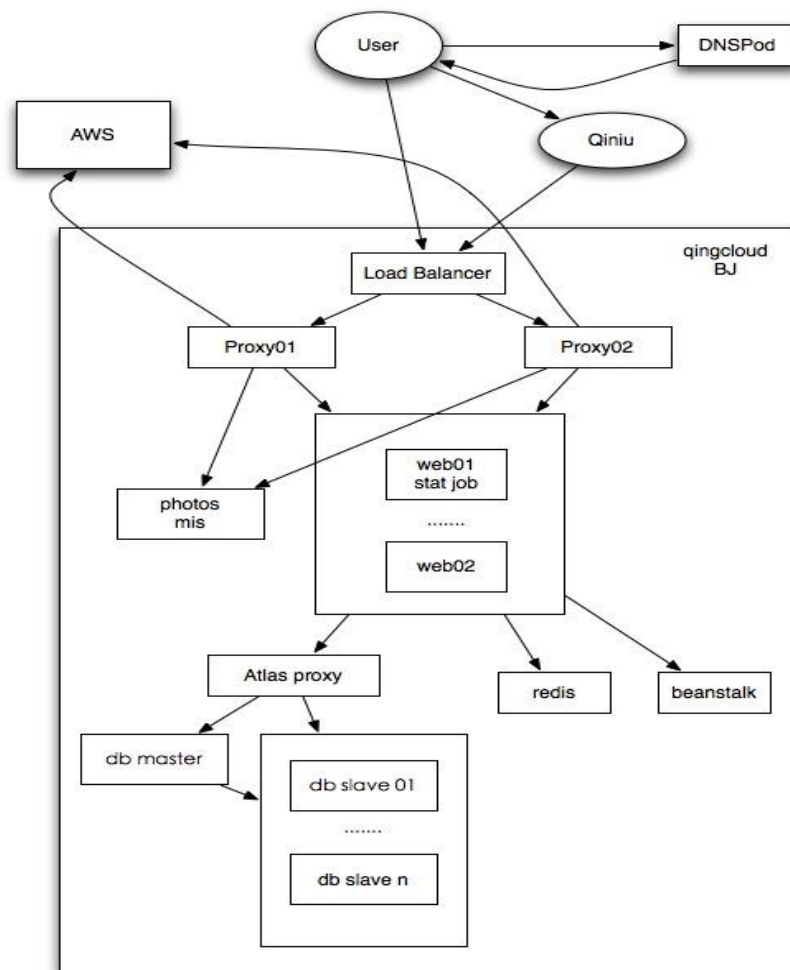 User
DNSPod
AWS
Qiniu
qingcloud
BJ
Load Balancer
Proxy01
Proxy02
web01
stat job
.......
web02
photos
mis
Atlas proxy
redis
beanstalk
db master
db slave 01
.......
db slave n